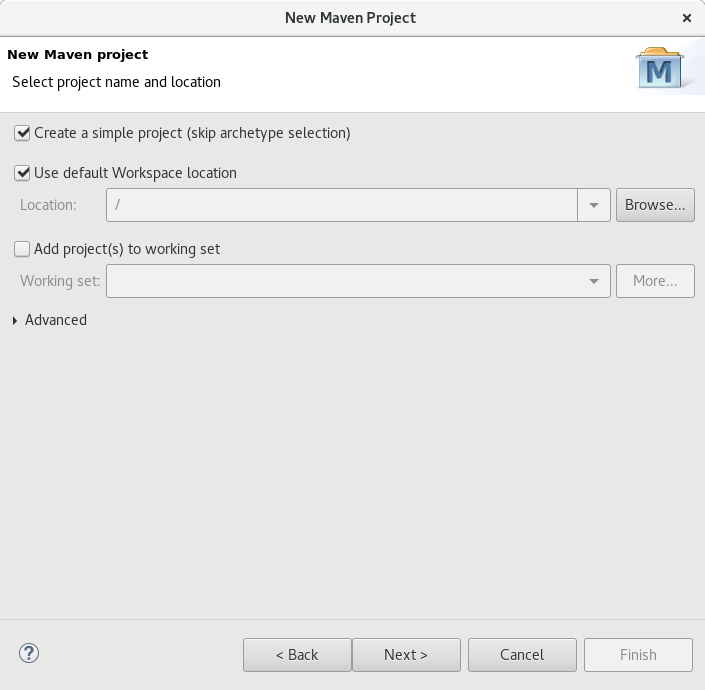 New Maven Project
New Maven project
Select project name and location
M
Create a simple project (skip archetype selection)
Use default Workspace location
Location: / Browse...
Add project(s) to working set
Working set: More...
Advanced
? < Back Next > Cancel Finish